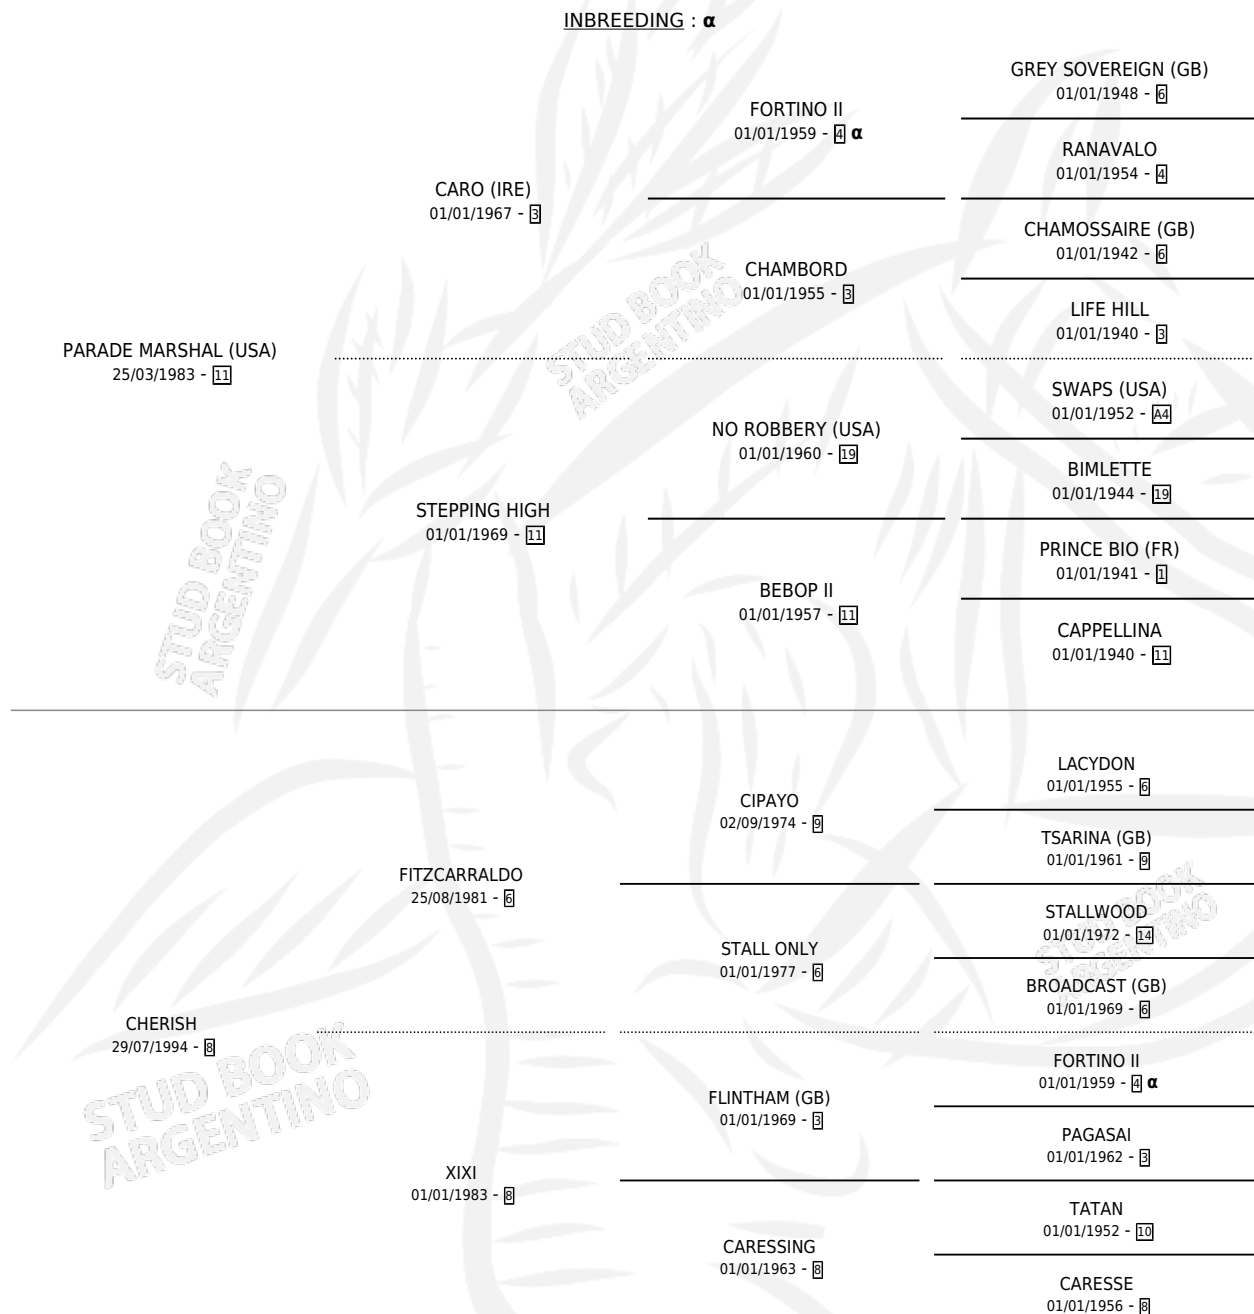 INBREEDING : α
GREY SOVEREIGN (GB)
01/01/1948 - 6
FORTINO II
01/01/1959 - 4 α
RANAVALO
01/01/1954 - 4
CARO (IRE)
01/01/1967 - 3
CHAMOSSAIRE (GB)
01/01/1942 - 6
CHAMBORD
01/01/1955 - 3
LIFE HILL
01/01/1940 - 3
PARADE MARSHAL (USA)
25/03/1983 - 11
SWAPS (USA)
01/01/1952 - A4
NO ROBBERY (USA)
01/01/1960 - 19
BIMLETTE
01/01/1944 - 19
STEPPING HIGH
01/01/1969 - 11
PRINCE BIO (FR)
01/01/1941 - 1
BEBOP II
01/01/1957 - 11
CAPPELLINA
01/01/1940 - 11
LACYDON
01/01/1955 - 6
CIPAYO
02/09/1974 - 9
TSARINA (GB)
01/01/1961 - 9
FITZCARRALDO
25/08/1981 - 6
STALLWOOD
01/01/1972 - 14
STALL ONLY
01/01/1977 - 6
BROADCAST (GB)
01/01/1969 - 6
CHERISH
29/07/1994 - 8
FORTINO II
01/01/1959 - 4 α
FLINTHAM (GB)
01/01/1969 - 3
PAGASAI
01/01/1962 - 3
XIXI
01/01/1983 - 8
TATAN
01/01/1952 - 10
CARESSING
01/01/1963 - 8
CARESSE
01/01/1956 - 8
STUD BOOK
ARGENTINO
STUD BOOK
ARGENTINO
STUD BOOK
ARGENTINO
STUD BOOK
ARGENTINO